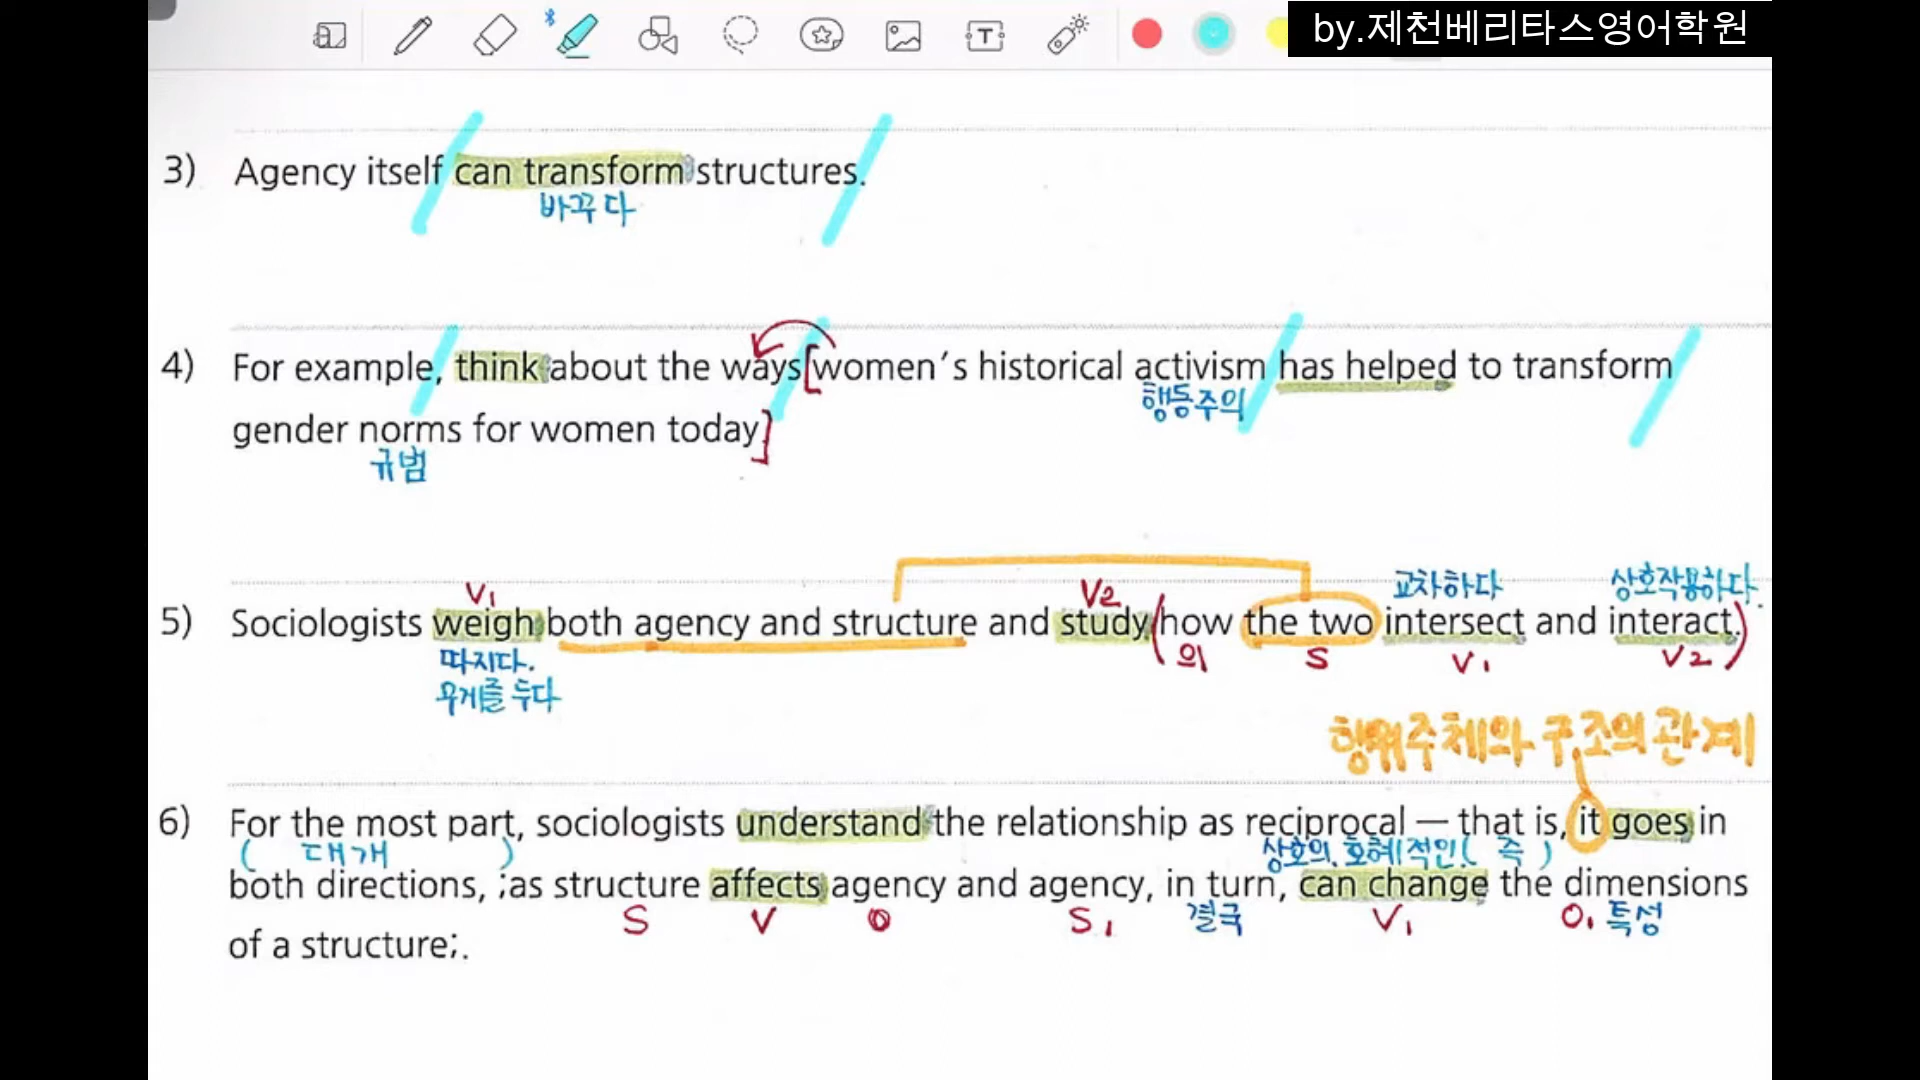 by.제천베리타스영어학원
3) Agency itself can transform structures.
바꾸다
4) For example, think about the ways[women's historical activism has helped to transform
행동주의
gender norms for women today]
규범
V1 V2 교차하다 상호작용하다.
5) Sociologists weigh both agency and structure and study(how the two intersect and interact.)
따지다. 의 S V1 V2
무게를 두다
행위주체와 구조의 관계
6) For the most part, sociologists understand the relationship as reciprocal — that is, it goes in
( 대개 ) 상호의, 호혜적인 ( 즉 )
both directions, ;as structure affects agency and agency, in turn, can change the dimensions
S V O S1 결국 V1 O1 특성
of a structure;.